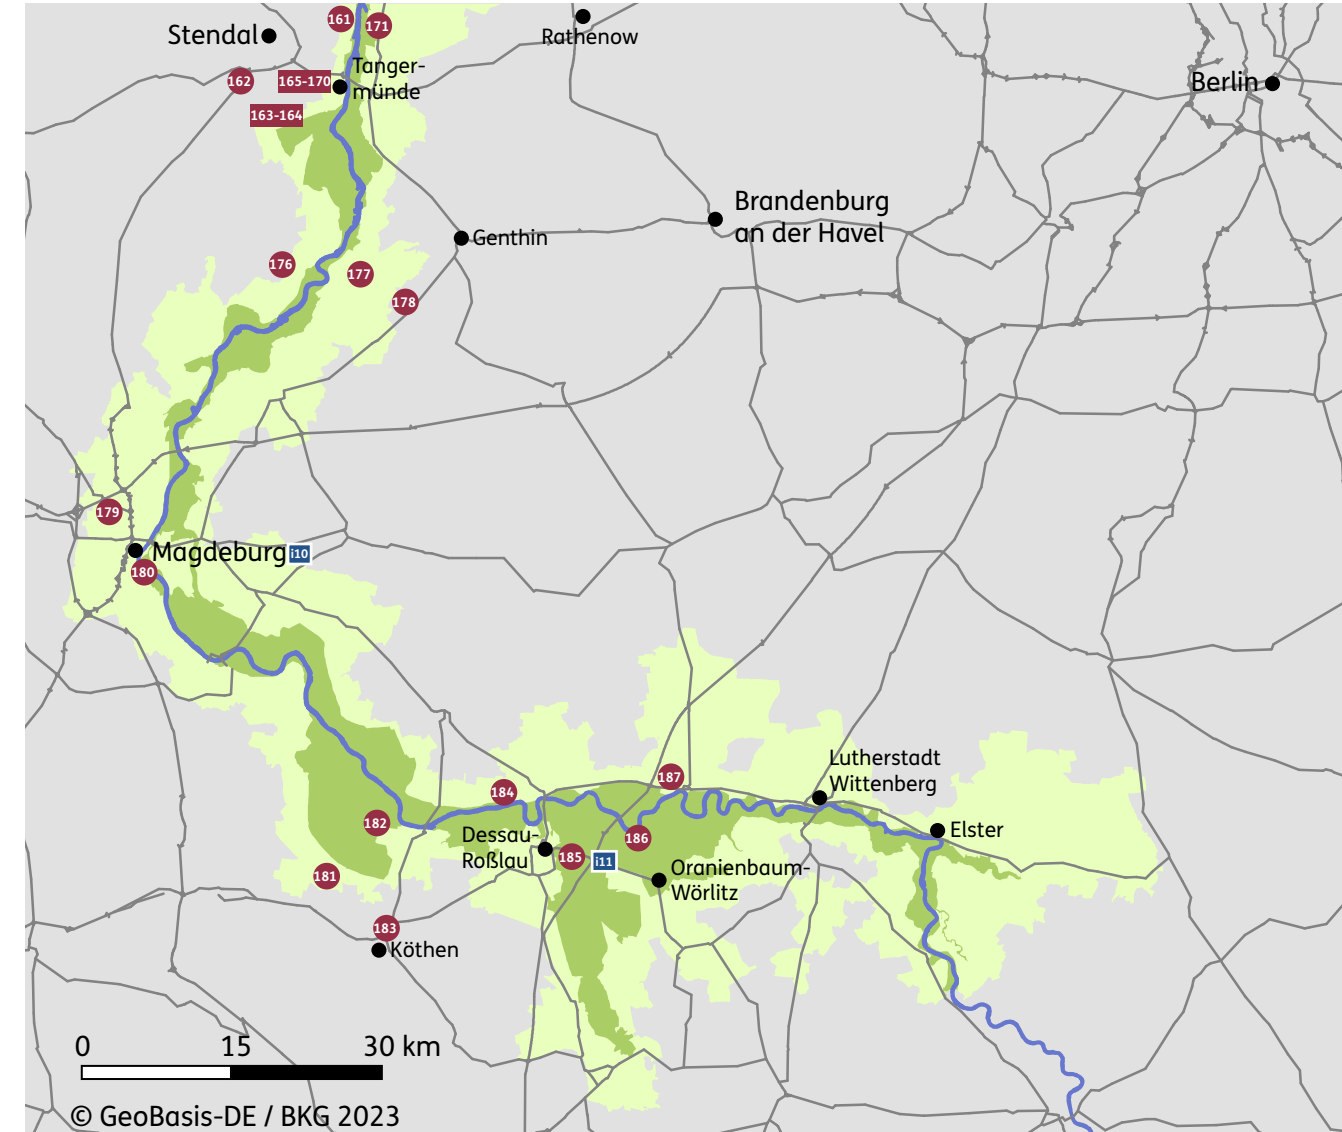 161
171
Stendal
Rathenow
162
165-170
Tanger-
münde
Berlin
163-164
Brandenburg
an der Havel
Genthin
176
177
178
179
Magdeburg
i10
180
Lutherstadt
Wittenberg
187
184
182
186
Elster
Dessau-
Roßlau
185
i11
Oranienbaum-
Wörlitz
181
183
Köthen
0 15 30 km
© GeoBasis-DE / BKG 2023